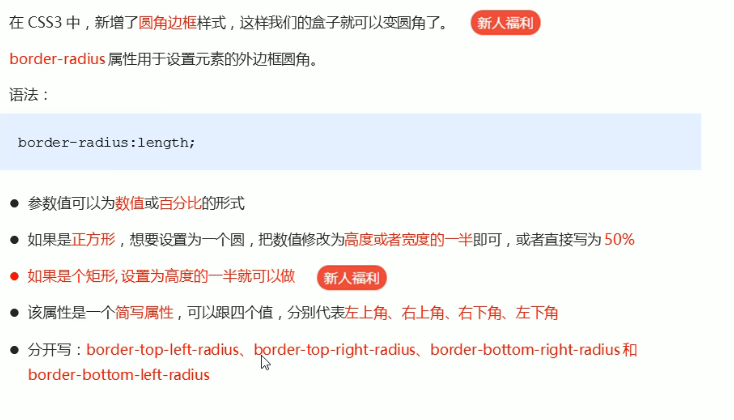 在 CSS3 中，新增了圆角边框样式，这样我们的盒子就可以变圆角了。 新人福利
border-radius 属性用于设置元素的外边框圆角。
语法：
border-radius:length;
● 参数值可以为数值或百分比的形式
● 如果是正方形，想要设置为一个圆，把数值修改为高度或者宽度的一半即可，或者直接写为 50%
● 如果是个矩形, 设置为高度的一半就可以做 新人福利
● 该属性是一个简写属性，可以跟四个值，分别代表左上角、右上角、右下角、左下角
● 分开写：border-top-left-radius、border-top-right-radius、border-bottom-right-radius 和
border-bottom-left-radius